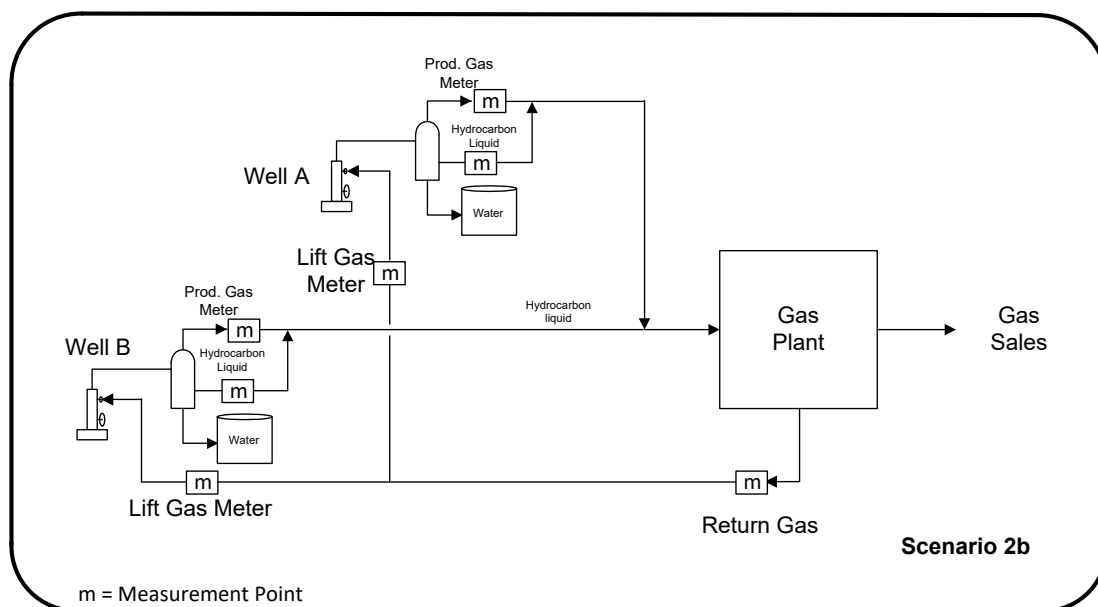 Prod. Gas
Meter
m
Hydrocarbon
Liquid
m
Well A
Water
Lift Gas
Meter
m
Prod. Gas
Meter
m
Hydrocarbon
liquid
Gas
Plant
Gas
Sales
Well B
Hydrocarbon
Liquid
m
Water
m
Lift Gas Meter
m
Return Gas
Scenario 2b
m = Measurement Point